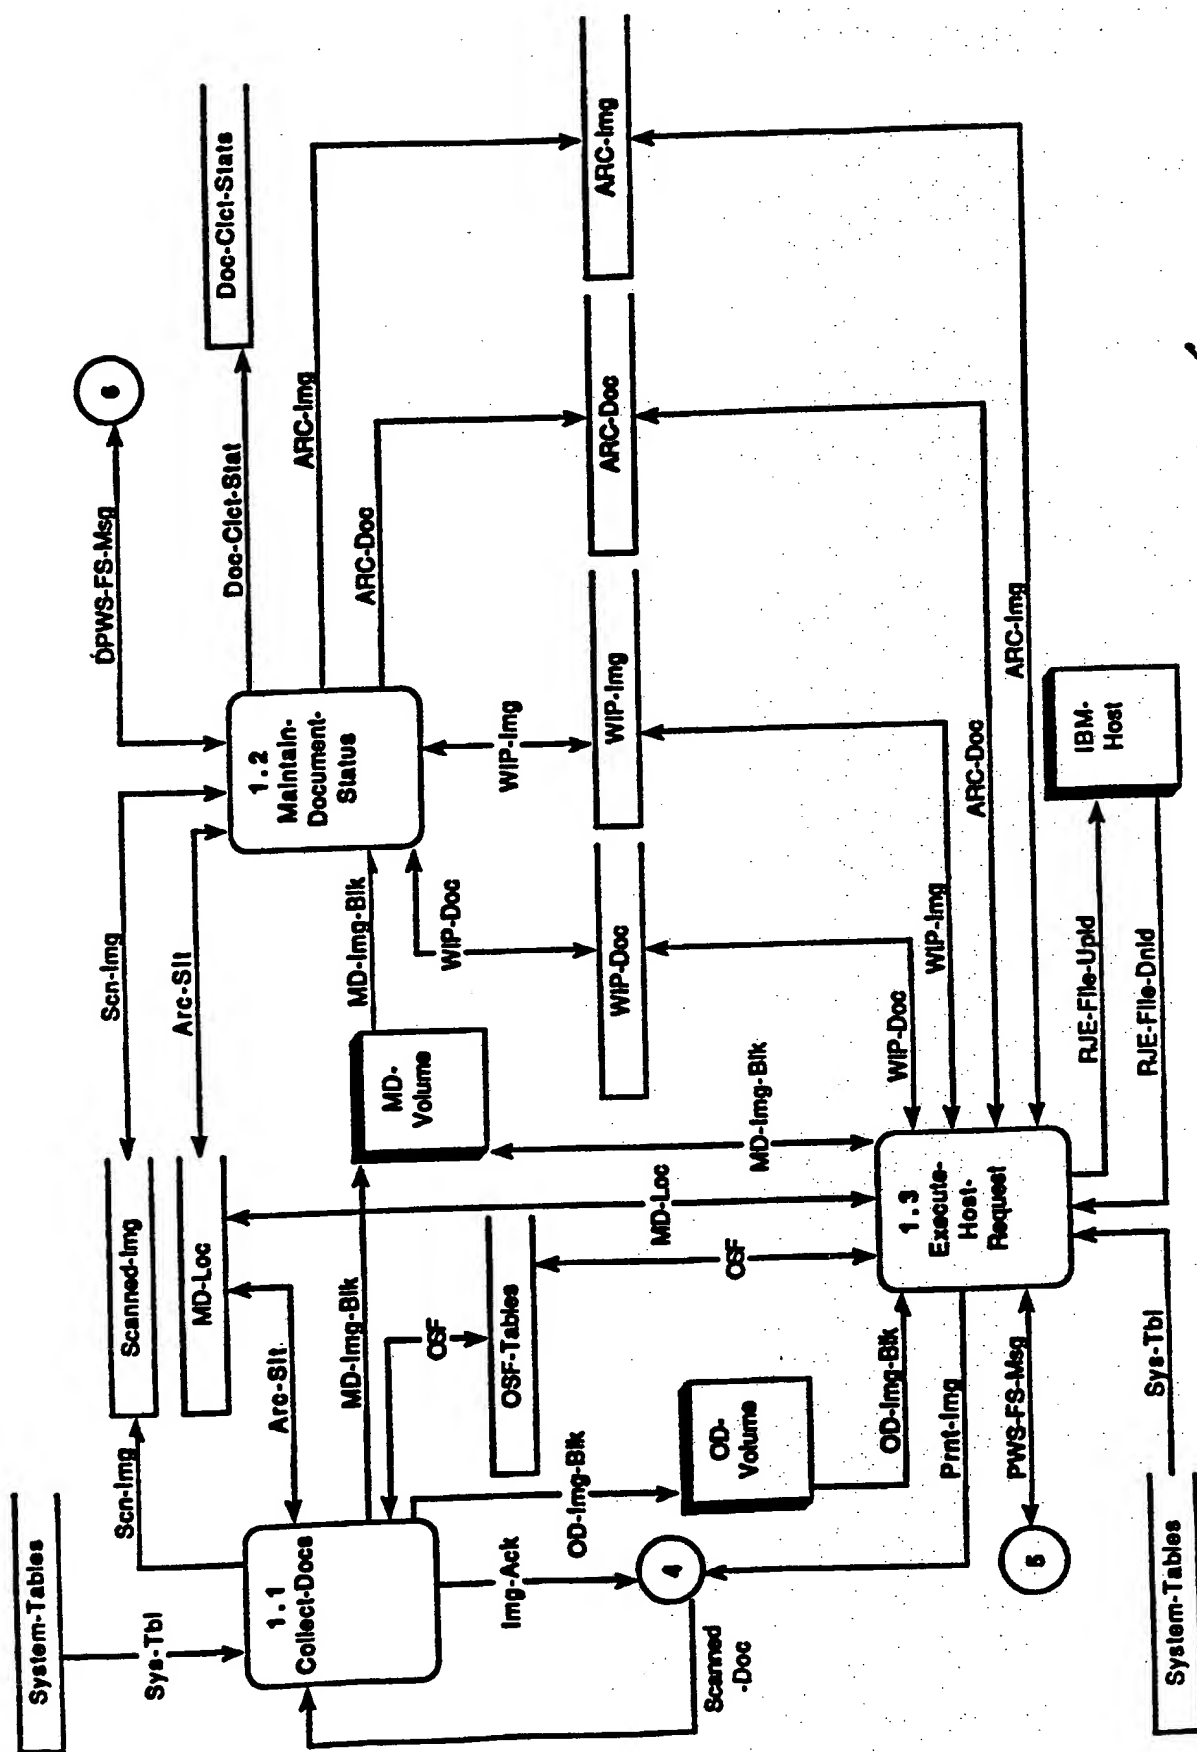 System-Tables
Sys-Tbl
Scn-Img
Scanned-Img
Scn-Img
DPWS-FS-Msg
6
MD-Loc
Arc-Slt
Arc-Slt
Doc-Clct-Stat
Doc-Clct-Stats
1.1
Collect-Docs
1.2
Maintain-
Document-
Status
ARC-Img
ARC-Doc
MD-Img-Blk
MD-
Volume
MD-Img-Blk
OSF
WIP-Doc
WIP-Img
OSF-Tables
Img-Ack
OD-Img-Blk
WIP-Doc
WIP-Img
ARC-Doc
ARC-Img
Scanned
-Doc
4
OD-
Volume
OSF
MD-Loc
MD-Img-Blk
OD-Img-Blk
Prnt-Img
PWS-FS-Msg
5
1.3
Execute-
Host-
Request
WIP-Doc
WIP-Img
ARC-Doc
ARC-Img
RJE-File-Upld
RJE-File-Dnld
IBM-
Host
Sys-Tbl
System-Tables